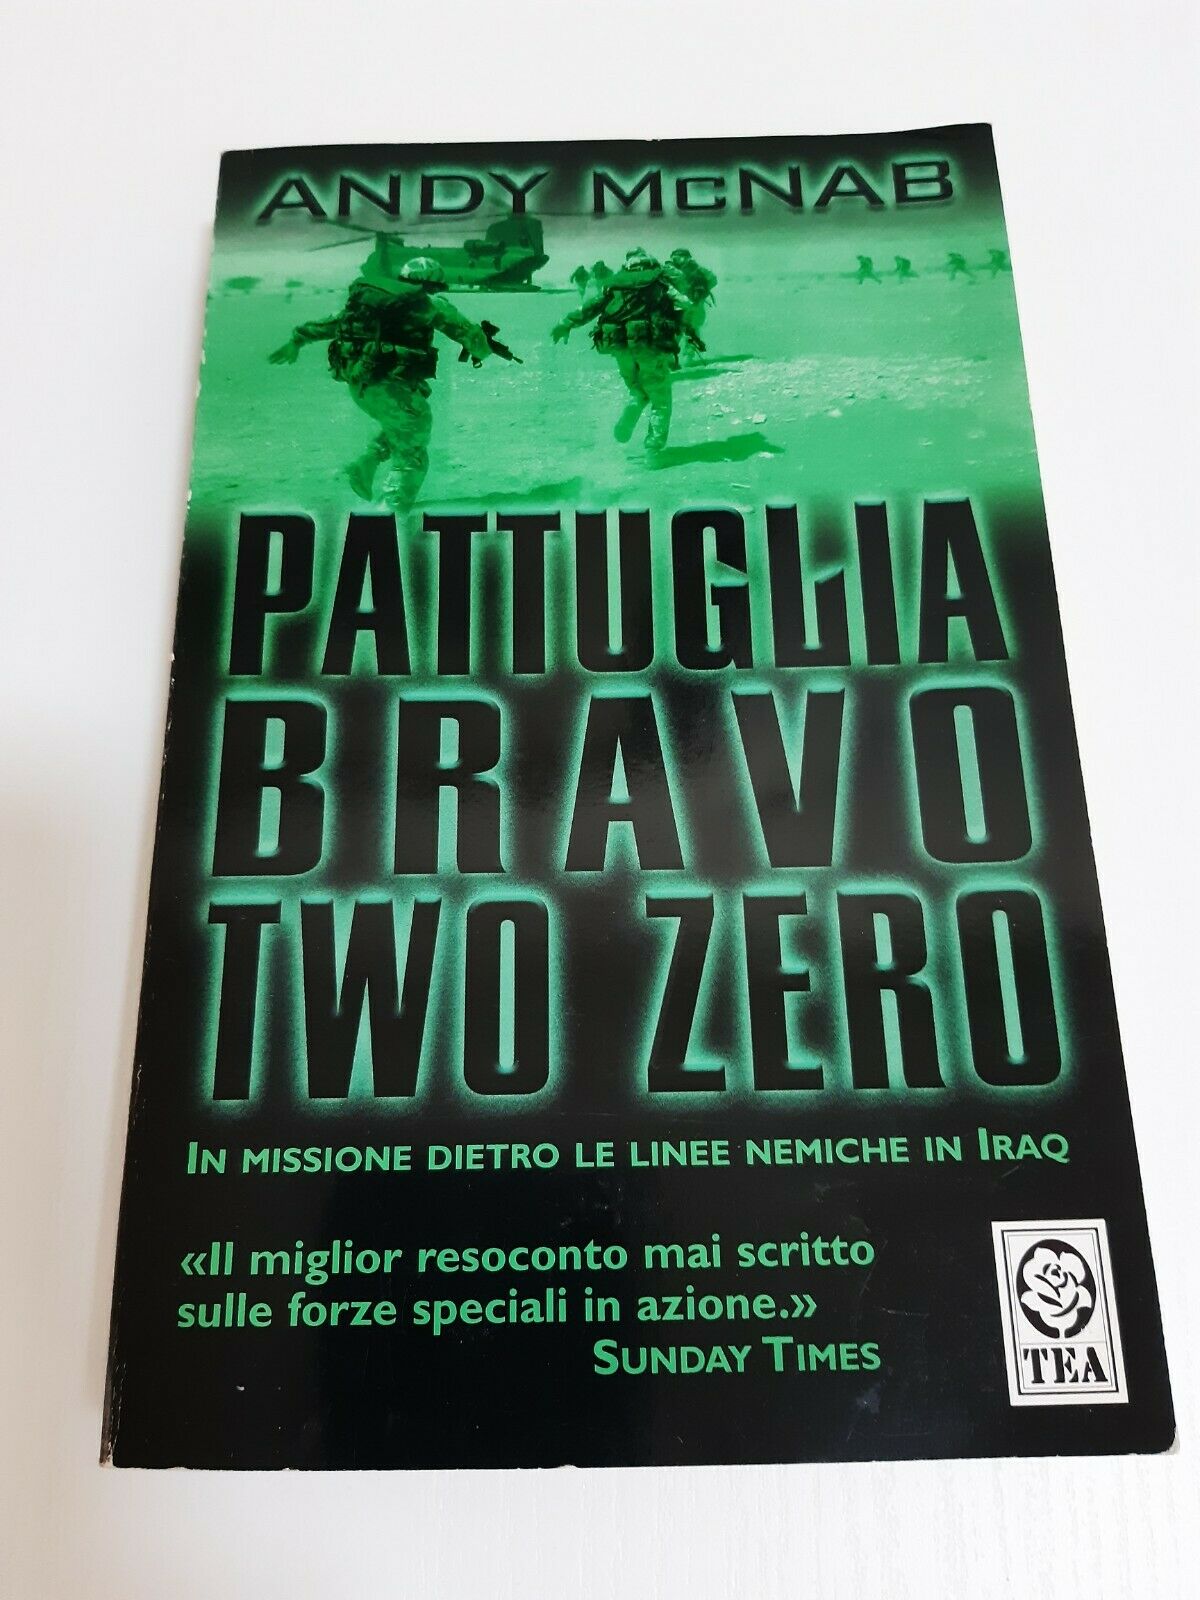 ANDY McNAB
PATTUGLIA
BRAVO
TWO ZERO
IN MISSIONE DIETRO LE LINEE NEMICHE IN IRAQ
«Il miglior resoconto mai scritto
sulle forze speciali in azione.»
SUNDAY TIMES
TEA